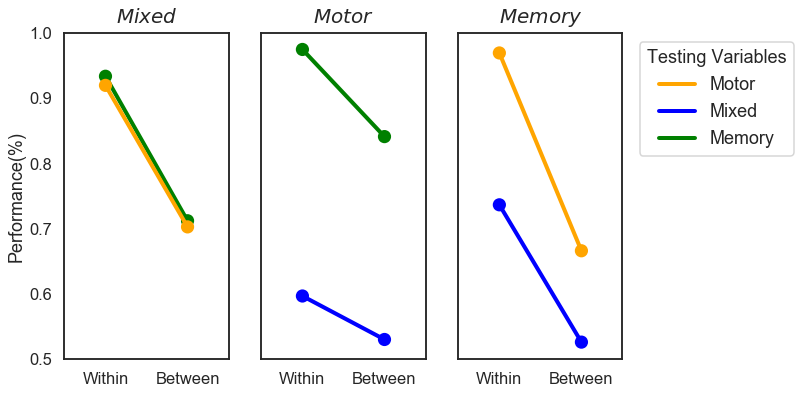 Mixed
Motor
Memory
Performance(%)
1.0
0.9
0.8
0.7
0.6
0.5
Within
Between
Within
Between
Within
Between
Testing Variables
Motor
Mixed
Memory